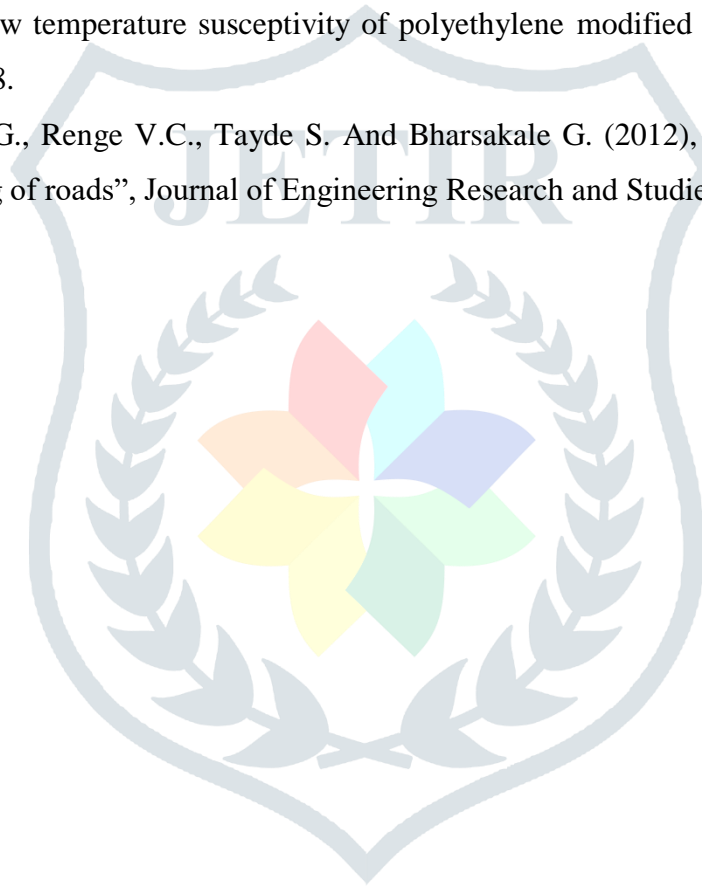 w temperature susceptivity of polyethylene modified
8.
G., Renge V.C., Tayde S. And Bharsakale G. (2012),
of roads”, Journal of Engineering Research and Studie
JETIR